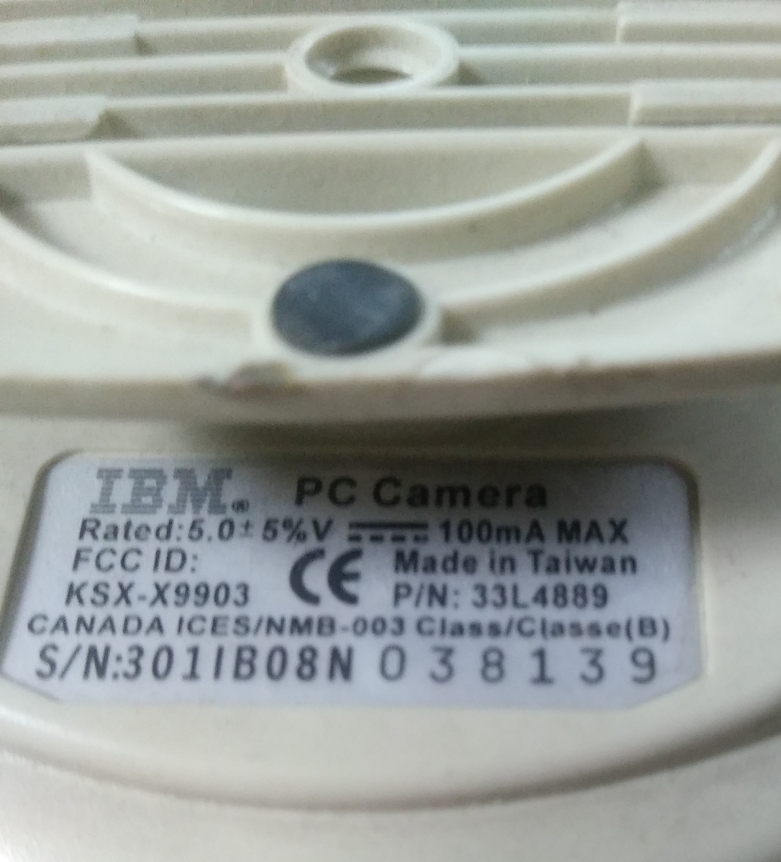 IBM® PC Camera
Rated:5.0±5%V 100mA MAX
FCC ID: CE Made in Taiwan
KSX-X9903 P/N: 33L4889
CANADA ICES/NMB-003 Class/Classe(B)
S/N:301IB08N 038139